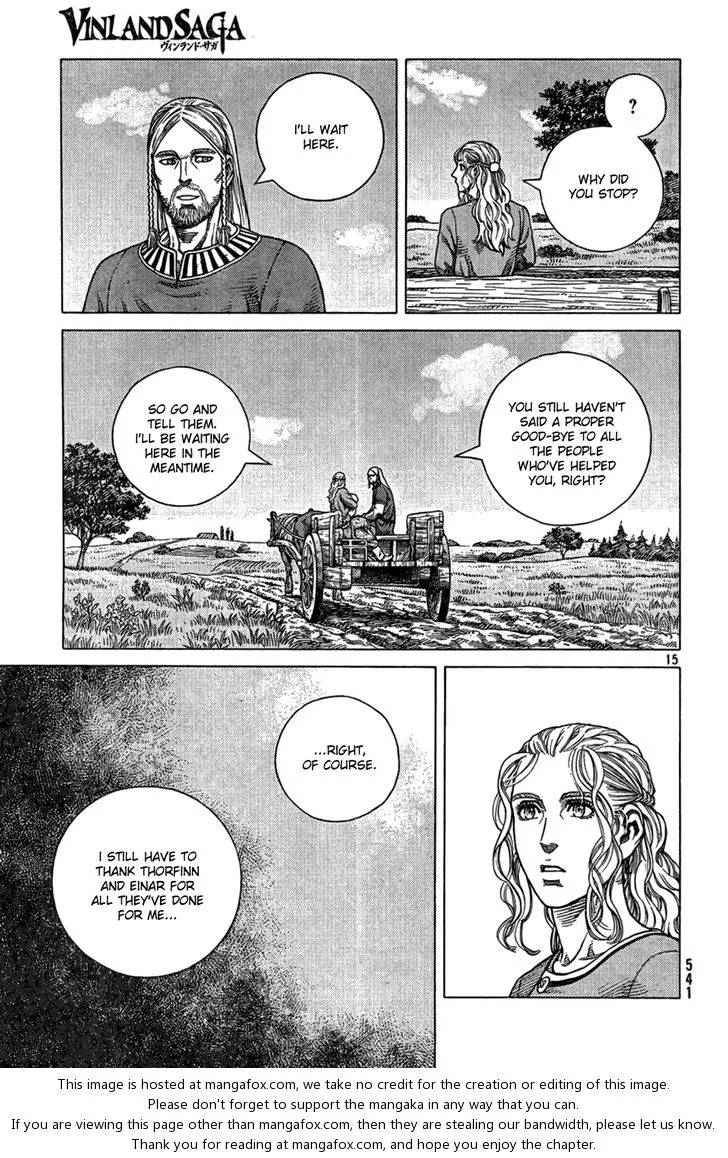 VINLAND SAGA
ヴィンランド・サガ
?
WHY DID
YOU STOP?
I'LL WAIT
HERE.
YOU STILL HAVEN'T
SAID A PROPER
GOOD-BYE TO ALL
THE PEOPLE
WHO'VE HELPED
YOU, RIGHT?
SO GO AND
TELL THEM.
I'LL BE WAITING
HERE IN THE
MEANTIME.
15
...RIGHT,
OF COURSE.
I STILL HAVE TO
THANK THORFINN
AND EINAR FOR
ALL THEY'VE DONE
FOR ME...
541
This image is hosted at mangafox.com, we take no credit for the creation or editing of this image.
Please don't forget to support the mangaka in any way that you can.
If you are viewing this page other than mangafox.com, then they are stealing our bandwidth, please let us know.
Thank you for reading at mangafox.com, and hope you enjoy the chapter.